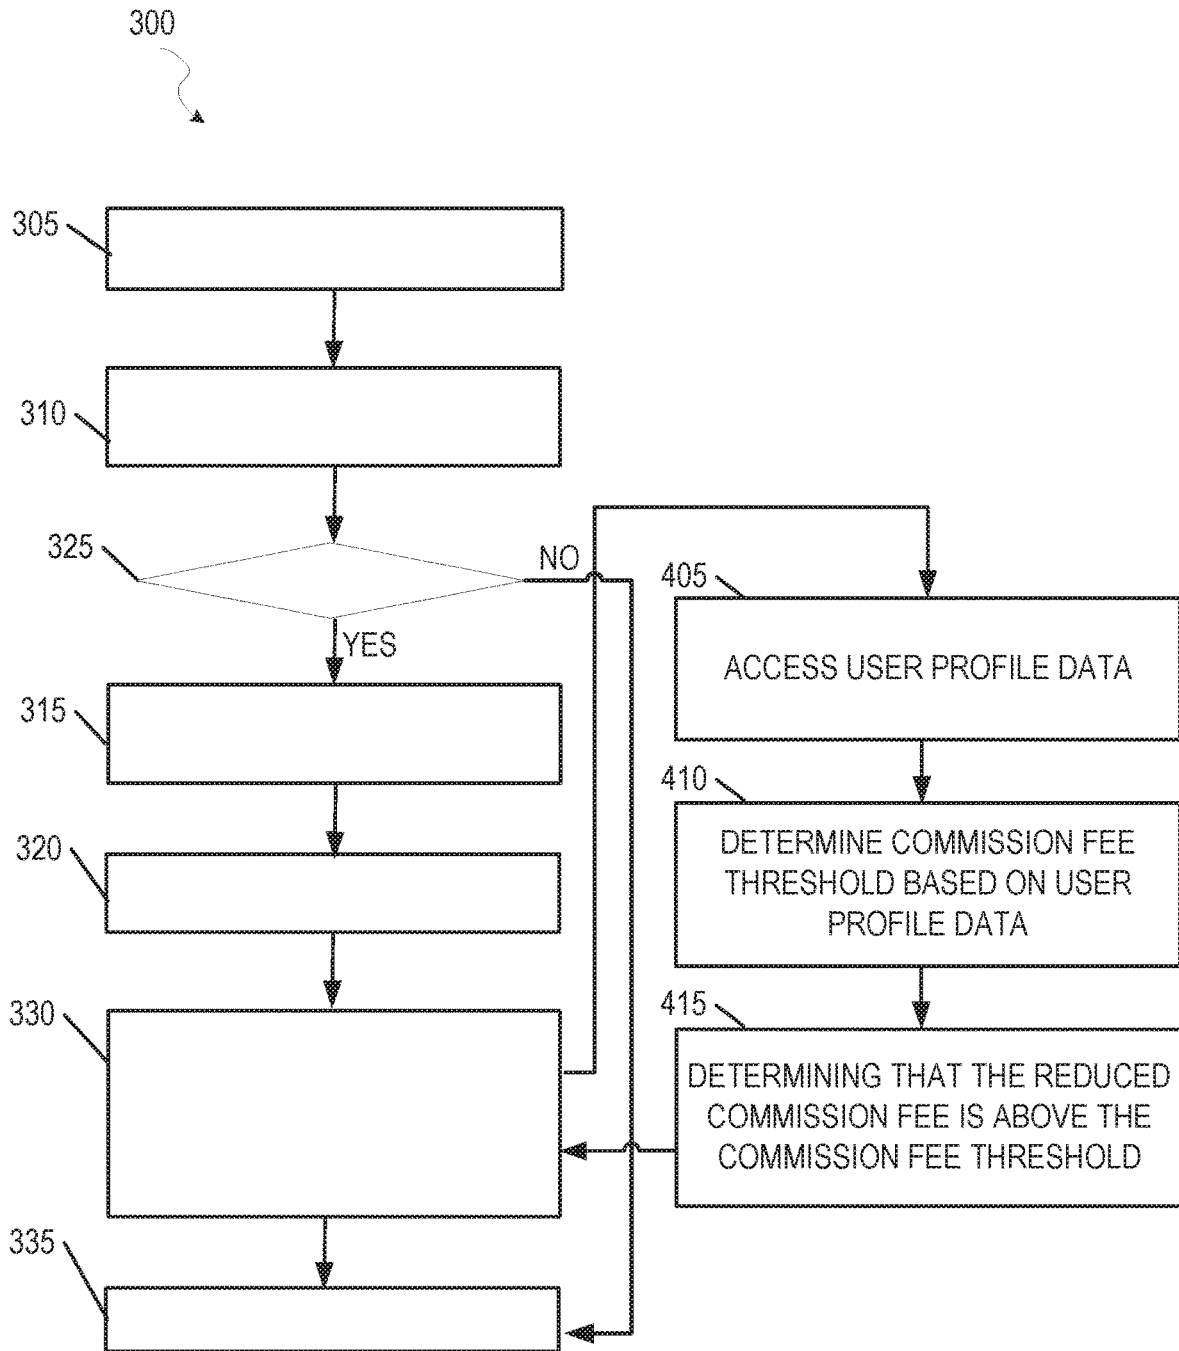 300
305
310
325
NO
YES
315
320
330
335
405
ACCESS USER PROFILE DATA
410
DETERMINE COMMISSION FEE
THRESHOLD BASED ON USER
PROFILE DATA
415
DETERMINING THAT THE REDUCED
COMMISSION FEE IS ABOVE THE
COMMISSION FEE THRESHOLD